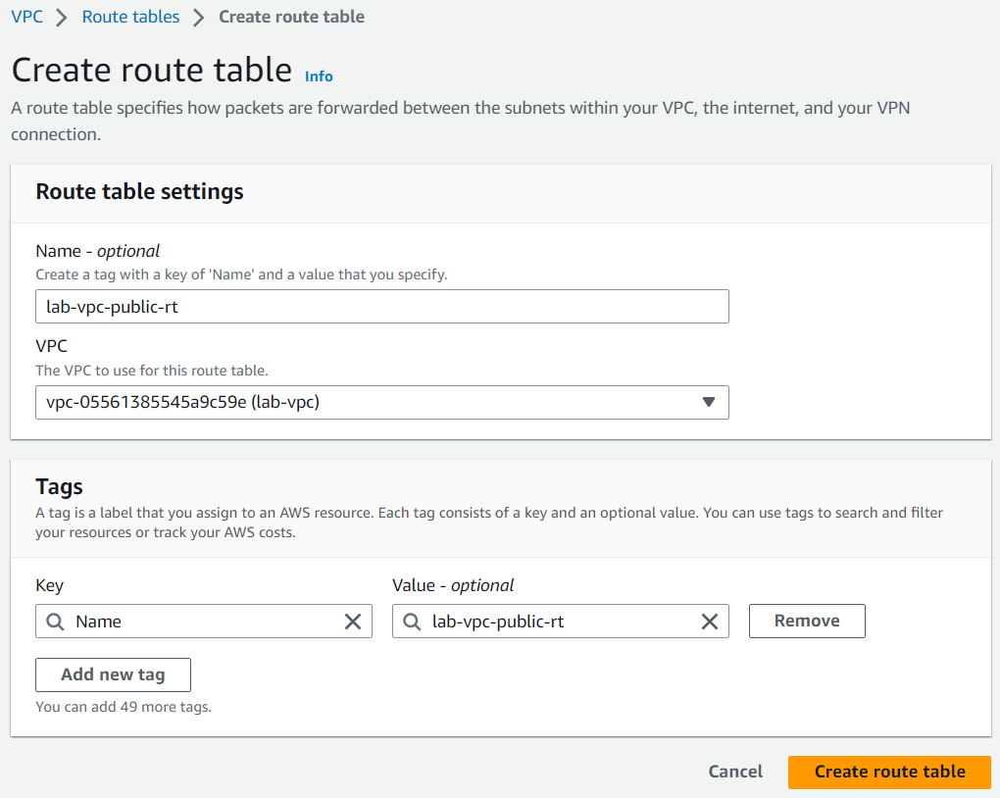 VPC > Route tables > Create route table
Create route table Info
A route table specifies how packets are forwarded between the subnets within your VPC, the internet, and your VPN
connection.
Route table settings
Name - optional
Create a tag with a key of 'Name' and a value that you specify.
lab-vpc-public-rt
VPC
The VPC to use for this route table.
vpc-05561385545a9c59e (lab-vpc)
Tags
A tag is a label that you assign to an AWS resource. Each tag consists of a key and an optional value. You can use tags to search and filter
your resources or track your AWS costs.
Key Value - optional
Name lab-vpc-public-rt Remove
Add new tag
You can add 49 more tags.
Cancel Create route table